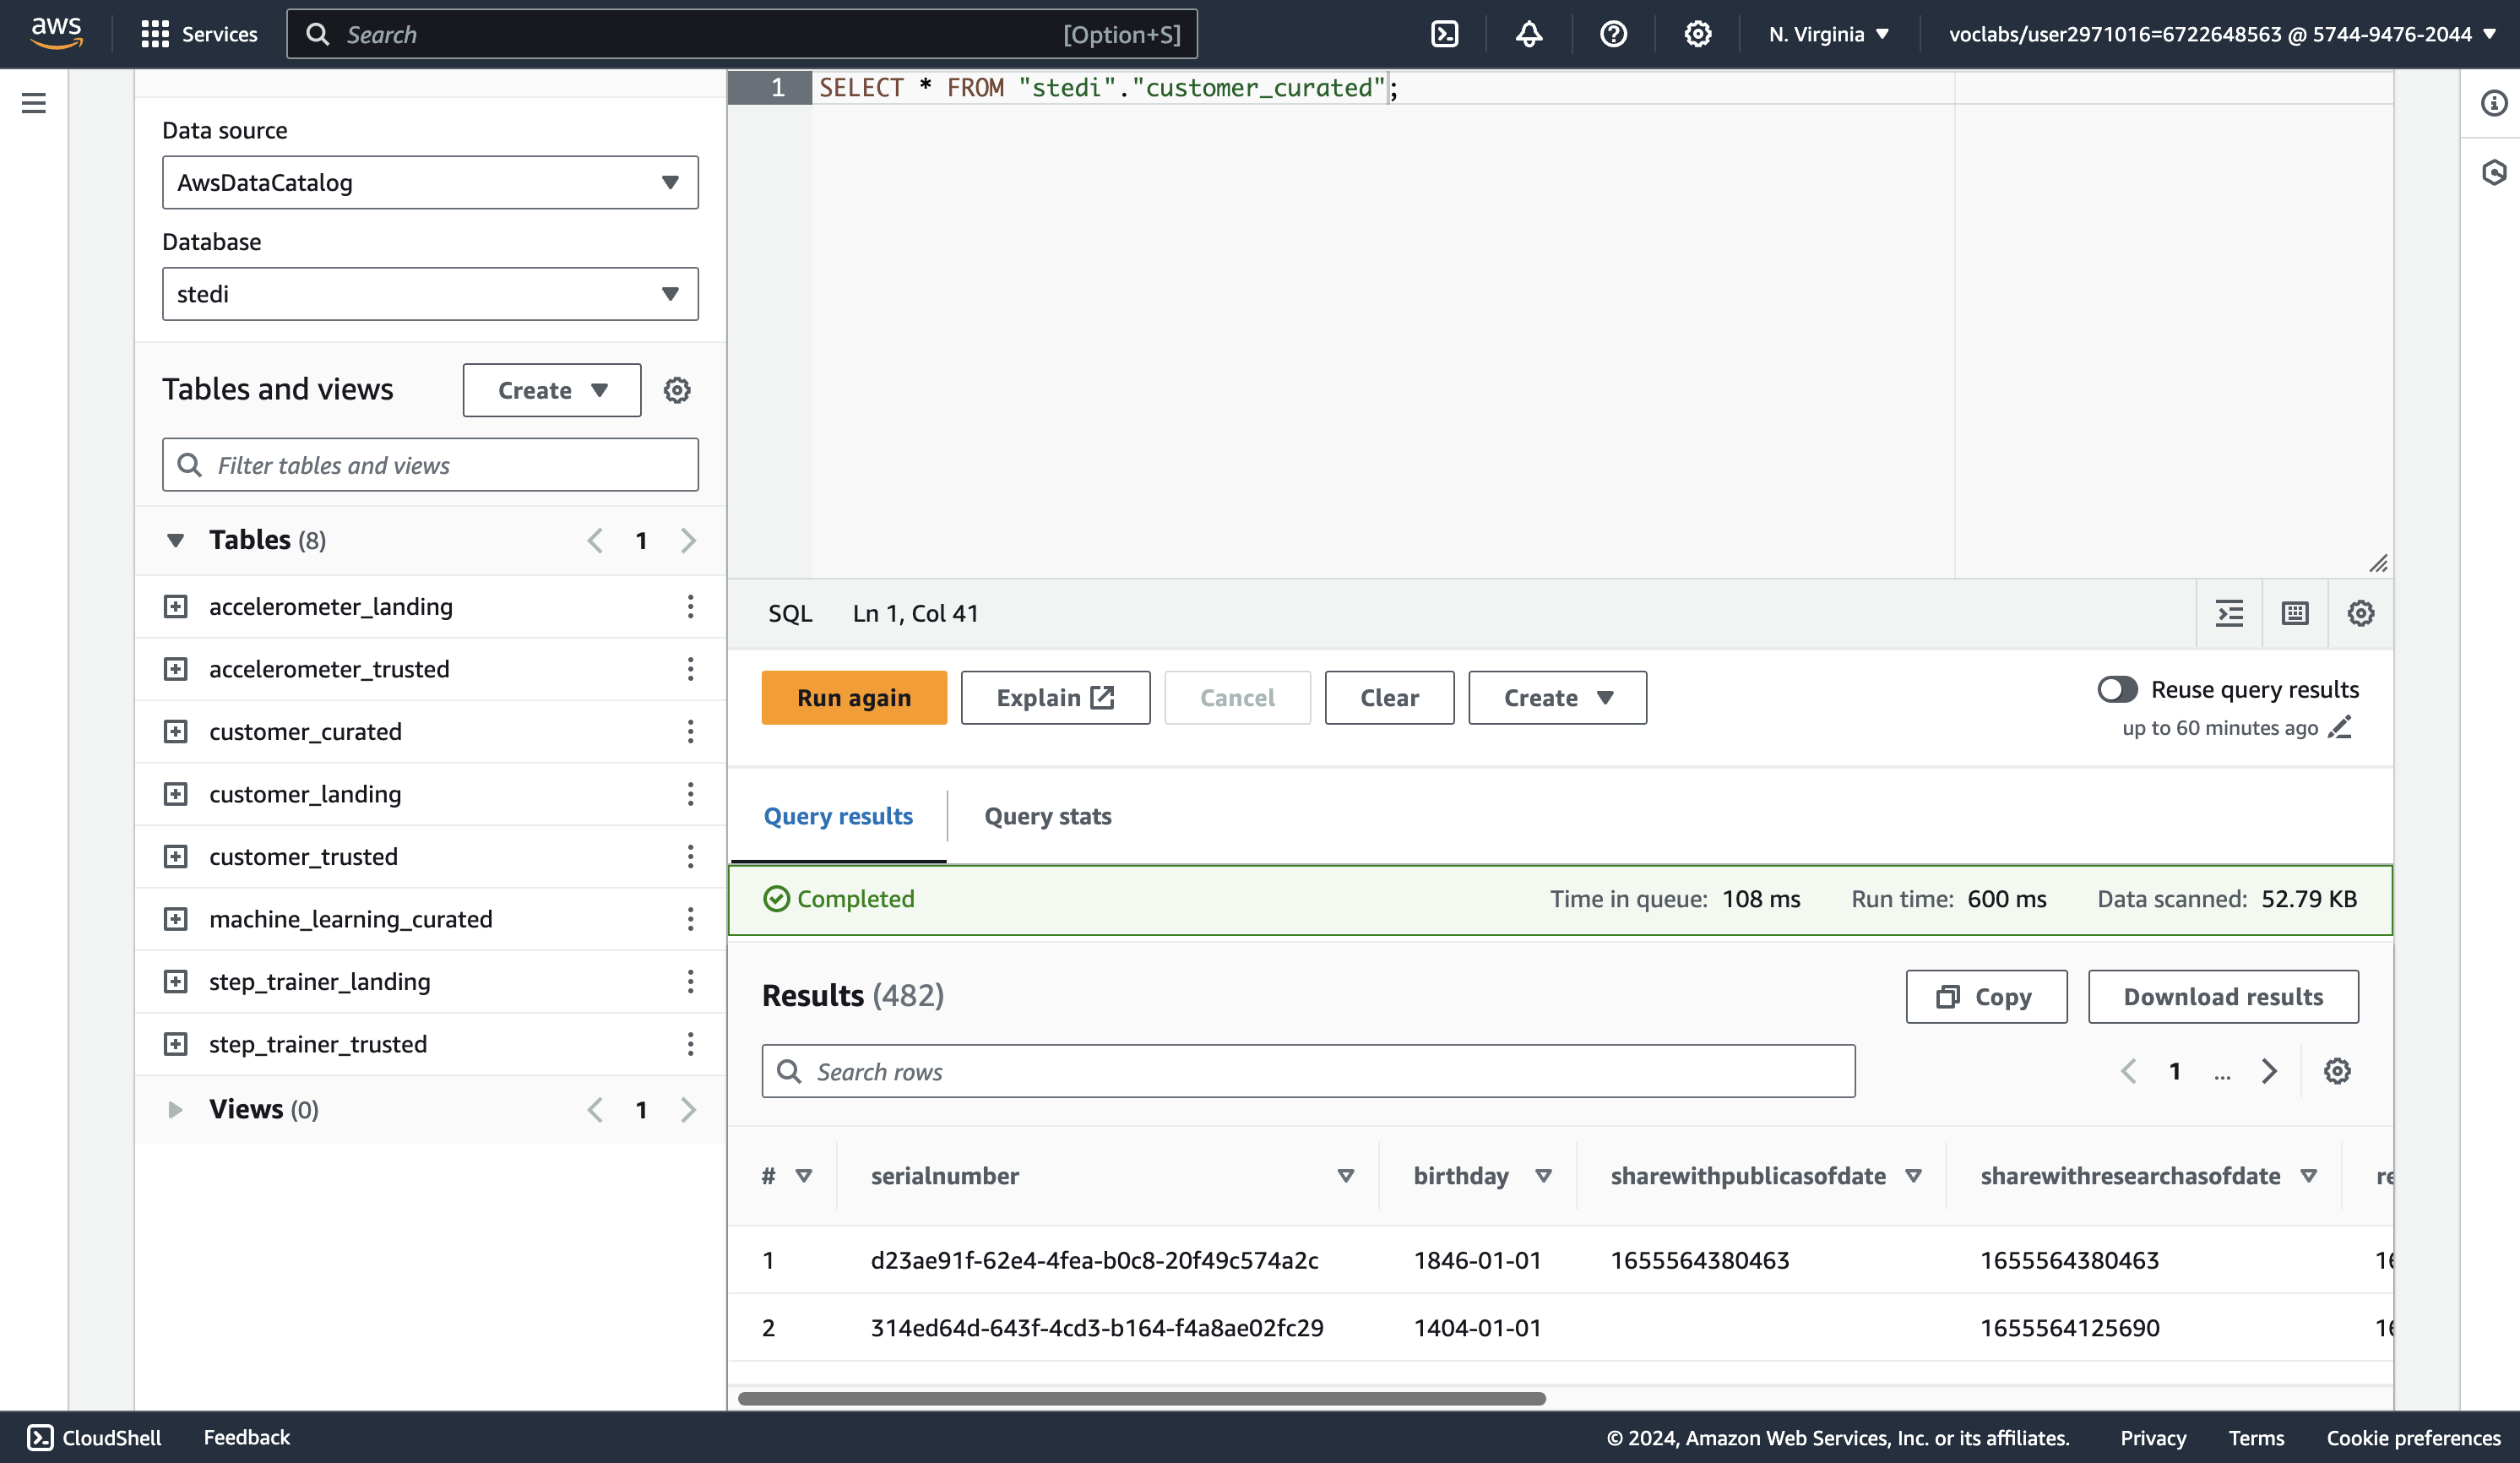 aws
Services
Search
[Option+S]
N. Virginia
voclabs/user2971016=6722648563 @ 5744-9476-2044
Data source
AwsDataCatalog
Database
stedi
Tables and views
Create
Filter tables and views
Tables (8)
1
accelerometer_landing
accelerometer_trusted
customer_curated
customer_landing
customer_trusted
machine_learning_curated
step_trainer_landing
step_trainer_trusted
Views (0)
1
1 SELECT * FROM "stedi"."customer_curated";
SQL Ln 1, Col 41
Run again
Explain
Cancel
Clear
Create
Reuse query results
up to 60 minutes ago
Query results
Query stats
Completed
Time in queue: 108 ms
Run time: 600 ms
Data scanned: 52.79 KB
Results (482)
Copy
Download results
Search rows
1 ...
# serialnumber birthday sharewithpublicasofdate sharewithresearchasofdate re
1 d23ae91f-62e4-4fea-b0c8-20f49c574a2c 1846-01-01 1655564380463 1655564380463 16
2 314ed64d-643f-4cd3-b164-f4a8ae02fc29 1404-01-01 1655564125690 16
CloudShell
Feedback
© 2024, Amazon Web Services, Inc. or its affiliates.
Privacy
Terms
Cookie preferences